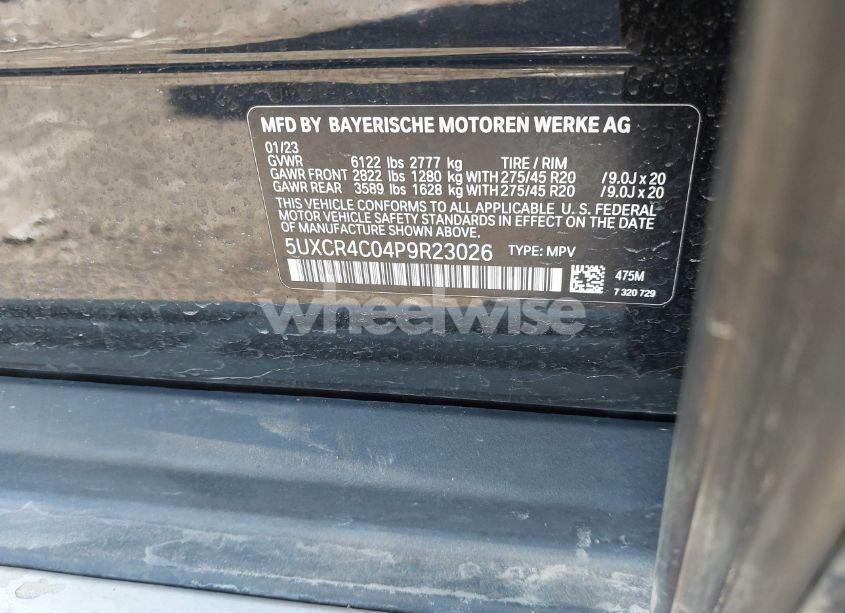 MFD BY BAYERISCHE MOTOREN WERKE AG
01/23
GVWR 6122 lbs 2777 kg TIRE / RIM
GAWR FRONT 2822 lbs 1280 kg WITH 275/45 R20 /9.0J x 20
GAWR REAR 3589 lbs 1628 kg WITH 275/45 R20 /9.0J x 20
THIS VEHICLE CONFORMS TO ALL APPLICABLE U. S. FEDERAL
MOTOR VEHICLE SAFETY STANDARDS IN EFFECT ON THE DATE
OF MANUFACTURE SHOWN ABOVE.
5UXCR4C04P9R23026 TYPE: MPV
475M
7 320 729
wheelwise